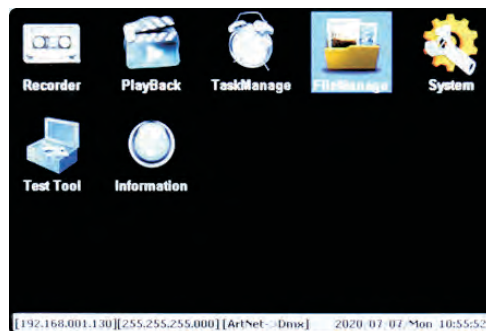 Recorder PlayBack TaskManage FileManage System
Test Tool Information
[192.168.001.130][255.255.255.000][ArtNet->Dmx] 2020/07/07/Mon 10:55:52